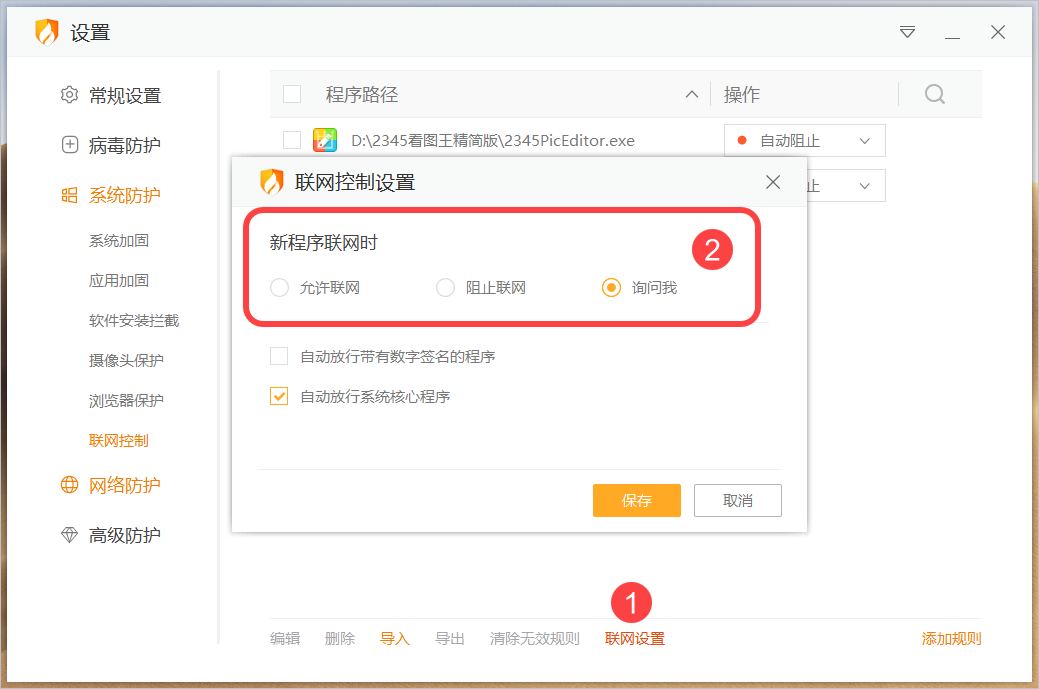 设置
常规设置
病毒防护
系统防护
系统加固
应用加固
软件安装拦截
摄像头保护
浏览器保护
联网控制
网络防护
高级防护
程序路径 操作
D:\2345看图王精简版\2345PicEditor.exe 自动阻止
止
联网控制设置
新程序联网时
2
允许联网 阻止联网 询问我
自动放行带有数字签名的程序
自动放行系统核心程序
保存 取消
1
编辑 删除 导入 导出 清除无效规则 联网设置 添加规则